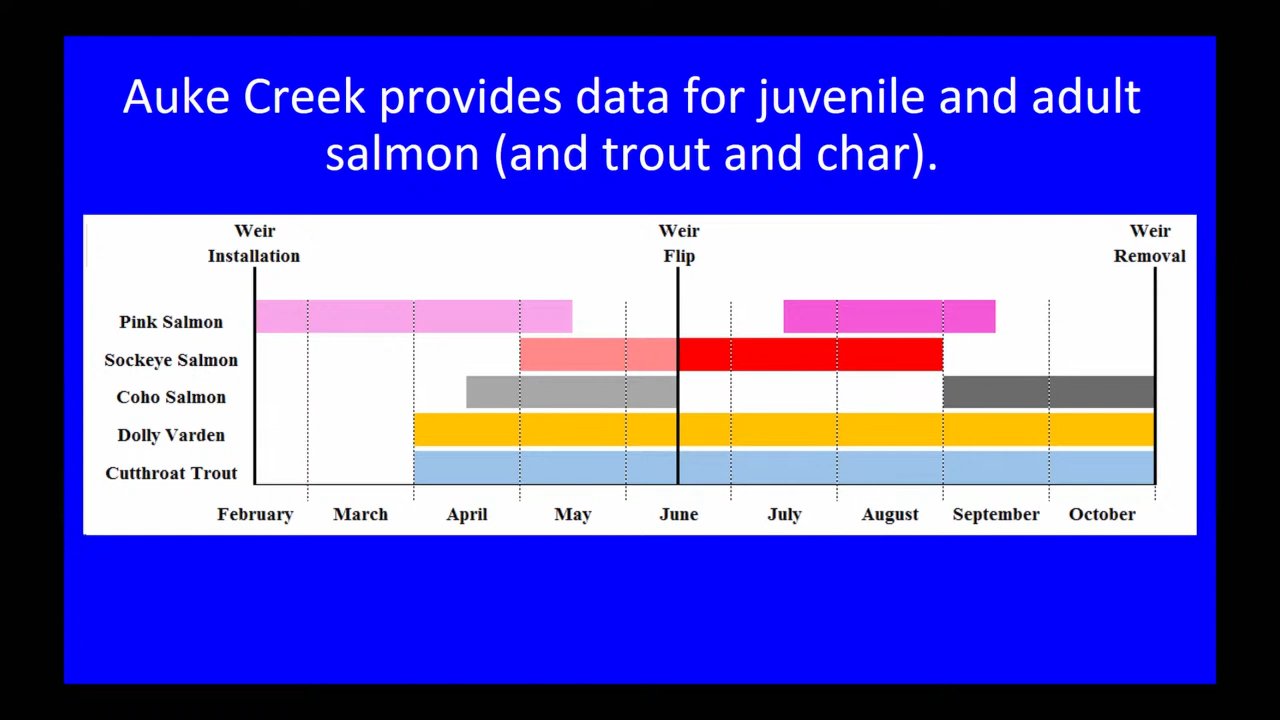 Auke Creek provides data for juvenile and adult
salmon (and trout and char).
Weir
Installation
Weir
Flip
Weir
Removal
Pink Salmon
Sockeye Salmon
Coho Salmon
Dolly Varden
Cutthroat Trout
February March April May June July August September October